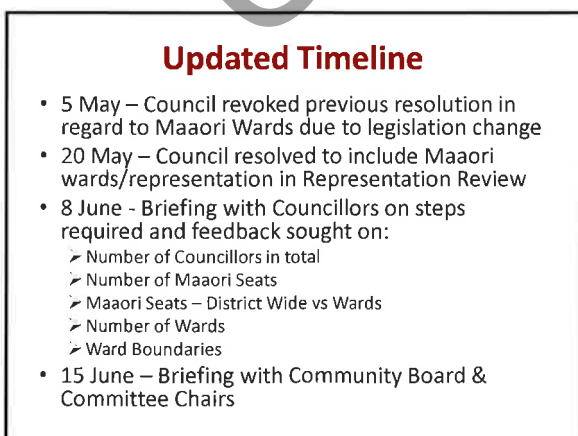 Updated Timeline
• 5 May – Council revoked previous resolution in
regard to Maaori Wards due to legislation change
• 20 May – Council resolved to include Maaori
wards/representation in Representation Review
• 8 June - Briefing with Councillors on steps
required and feedback sought on:
➢ Number of Councillors in total
➢ Number of Maaori Seats
➢ Maaori Seats – District Wide vs Wards
➢ Number of Wards
➢ Ward Boundaries
• 15 June – Briefing with Community Board &
Committee Chairs